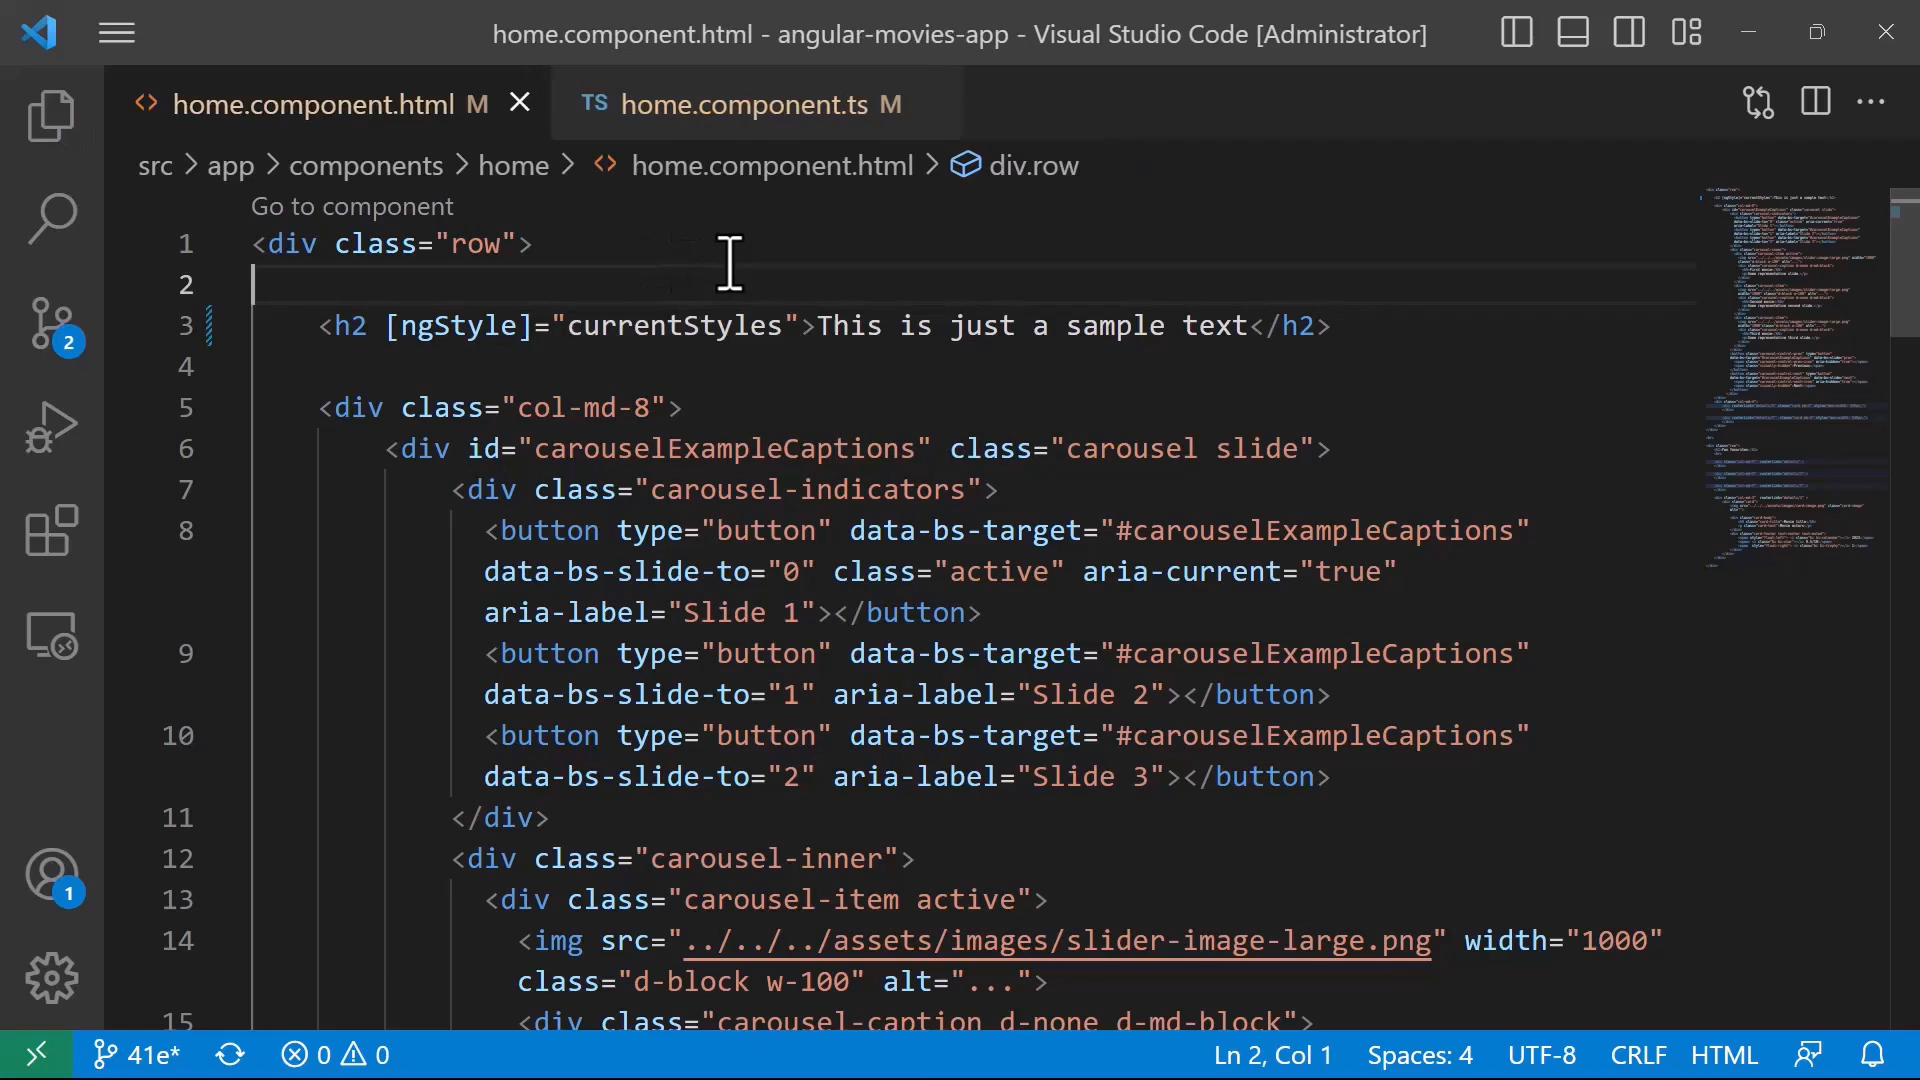 home.component.html - angular-movies-app - Visual Studio Code [Administrator]
home.component.html M
TS home.component.ts M
src > app > components > home > home.component.html > div.row
Go to component
1 <div class="row">
2
3 <h2 [ngStyle]="currentStyles">This is just a sample text</h2>
4
5 <div class="col-md-8">
6 <div id="carouselExampleCaptions" class="carousel slide">
7 <div class="carousel-indicators">
8 <button type="button" data-bs-target="#carouselExampleCaptions"
data-bs-slide-to="0" class="active" aria-current="true"
aria-label="Slide 1"></button>
9 <button type="button" data-bs-target="#carouselExampleCaptions"
data-bs-slide-to="1" aria-label="Slide 2"></button>
10 <button type="button" data-bs-target="#carouselExampleCaptions"
data-bs-slide-to="2" aria-label="Slide 3"></button>
11 </div>
12 <div class="carousel-inner">
13 <div class="carousel-item active">
14 <img src="../../../assets/images/slider-image-large.png" width="1000"
class="d-block w-100" alt="...">
15 <div class="carousel-caption d-none d-md-block">
2
1
41e* 0 0 Ln 2, Col 1 Spaces: 4 UTF-8 CRLF HTML